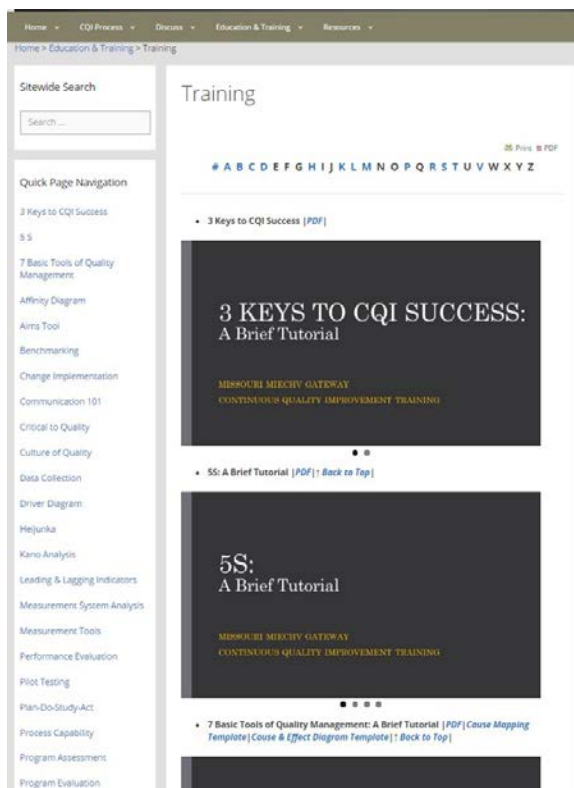 Home CQI Process Discuss Education & Training Resources
Home > Education & Training > Training
Sitewide Search
Search ...
Quick Page Navigation
3 Keys to CQI Success
5 S
7 Basic Tools of Quality
Management
Affinity Diagram
Aims Tool
Benchmarking
Change Implementation
Communication 101
Critical to Quality
Culture of Quality
Data Collection
Driver Diagram
Heijunka
Kano Analysis
Leading & Lagging Indicators
Measurement System Analysis
Measurement Tools
Performance Evaluation
Pilot Testing
Plan-Do-Study-Act
Process Capability
Program Assessment
Program Evaluation
Training
Print PDF
# A B C D E F G H I J K L M N O P Q R S T U V W X Y Z
• 3 Keys to CQI Success |PDF|
3 KEYS TO CQI SUCCESS:
A Brief Tutorial
MISSOURI MIECHV GATEWAY
CONTINUOUS QUALITY IMPROVEMENT TRAINING
• 5S: A Brief Tutorial |PDF|↑ Back to Top|
5S:
A Brief Tutorial
MISSOURI MIECHV GATEWAY
CONTINUOUS QUALITY IMPROVEMENT TRAINING
• 7 Basic Tools of Quality Management: A Brief Tutorial |PDF|Cause Mapping
Template|Cause & Effect Diagram Template|↑ Back to Top|